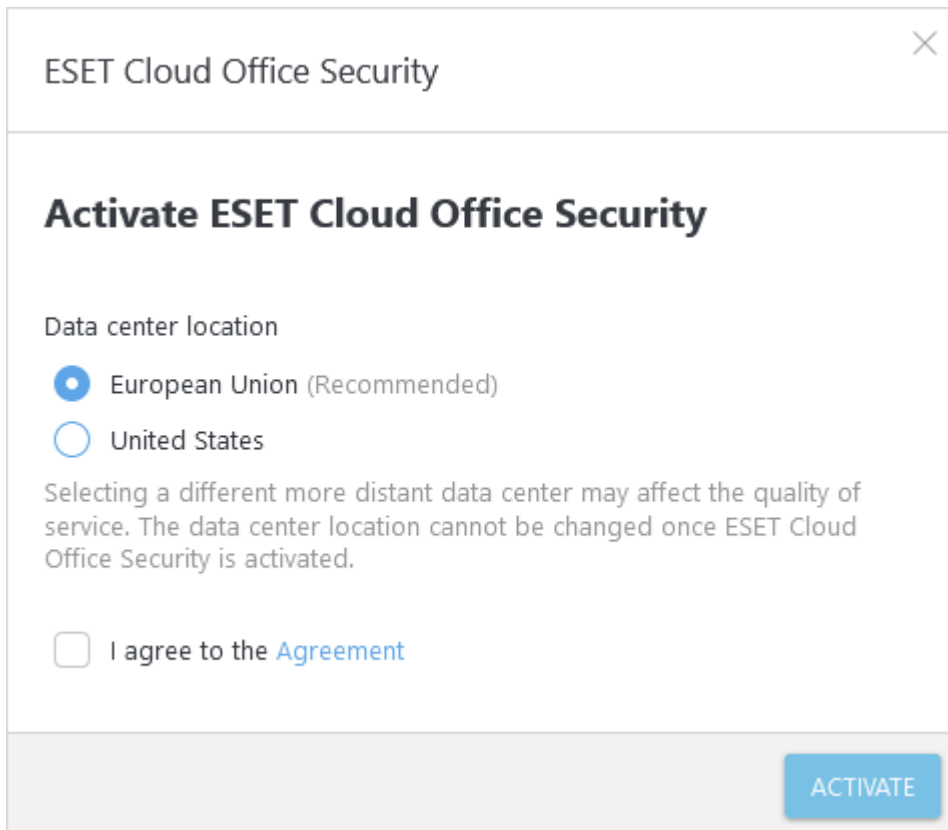 ESET Cloud Office Security
Activate ESET Cloud Office Security
Data center location
European Union (Recommended)
United States
Selecting a different more distant data center may affect the quality of
service. The data center location cannot be changed once ESET Cloud
Office Security is activated.
I agree to the Agreement
ACTIVATE